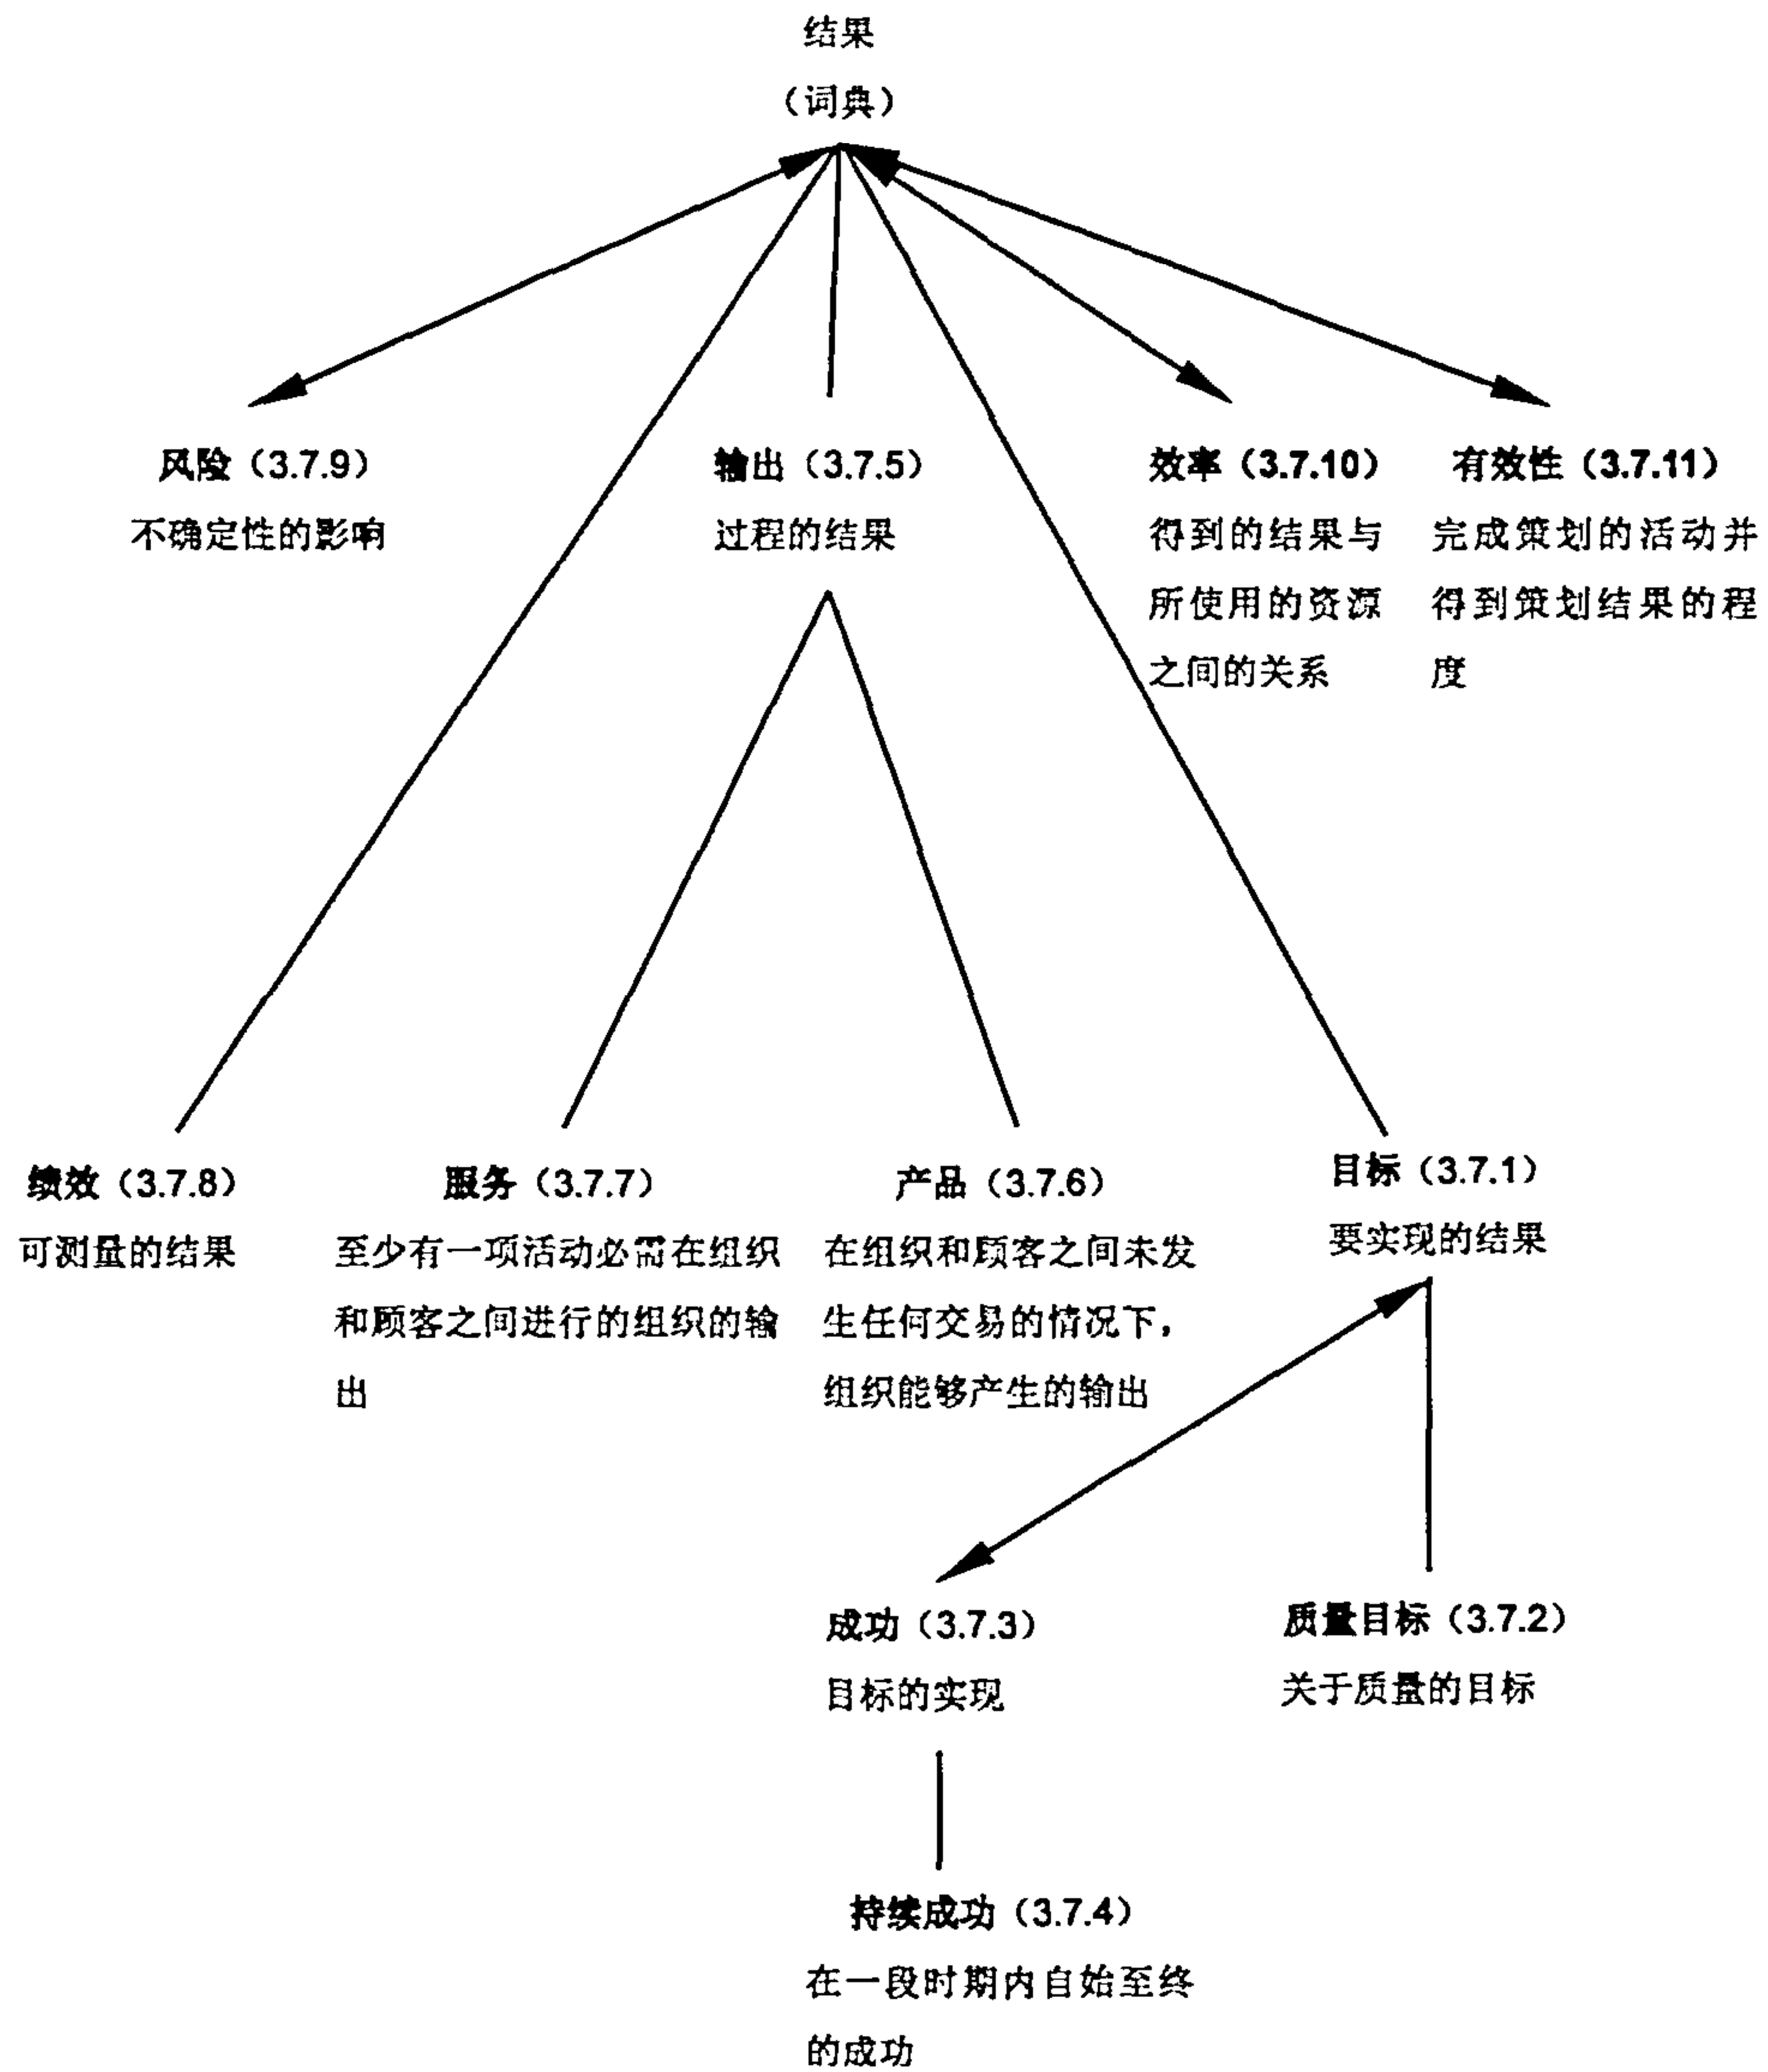 结果
（词典）
风险（3.7.9）
不确定性的影响
输出（3.7.5）
过程的结果
效率（3.7.10）
得到的结果与
所使用的资源
之间的关系
有效性（3.7.11）
完成策划的活动并
得到策划结果的程
度
绩效（3.7.8）
可测量的结果
服务（3.7.7）
至少有一项活动必需在组织
和顾客之间进行的组织的输
出
产品（3.7.6）
在组织和顾客之间未发
生任何交易的情况下，
组织能够产生的输出
目标（3.7.1）
要实现的结果
成功（3.7.3）
目标的实现
质量目标（3.7.2）
关于质量的目标
持续成功（3.7.4）
在一段时期内自始至终
的成功